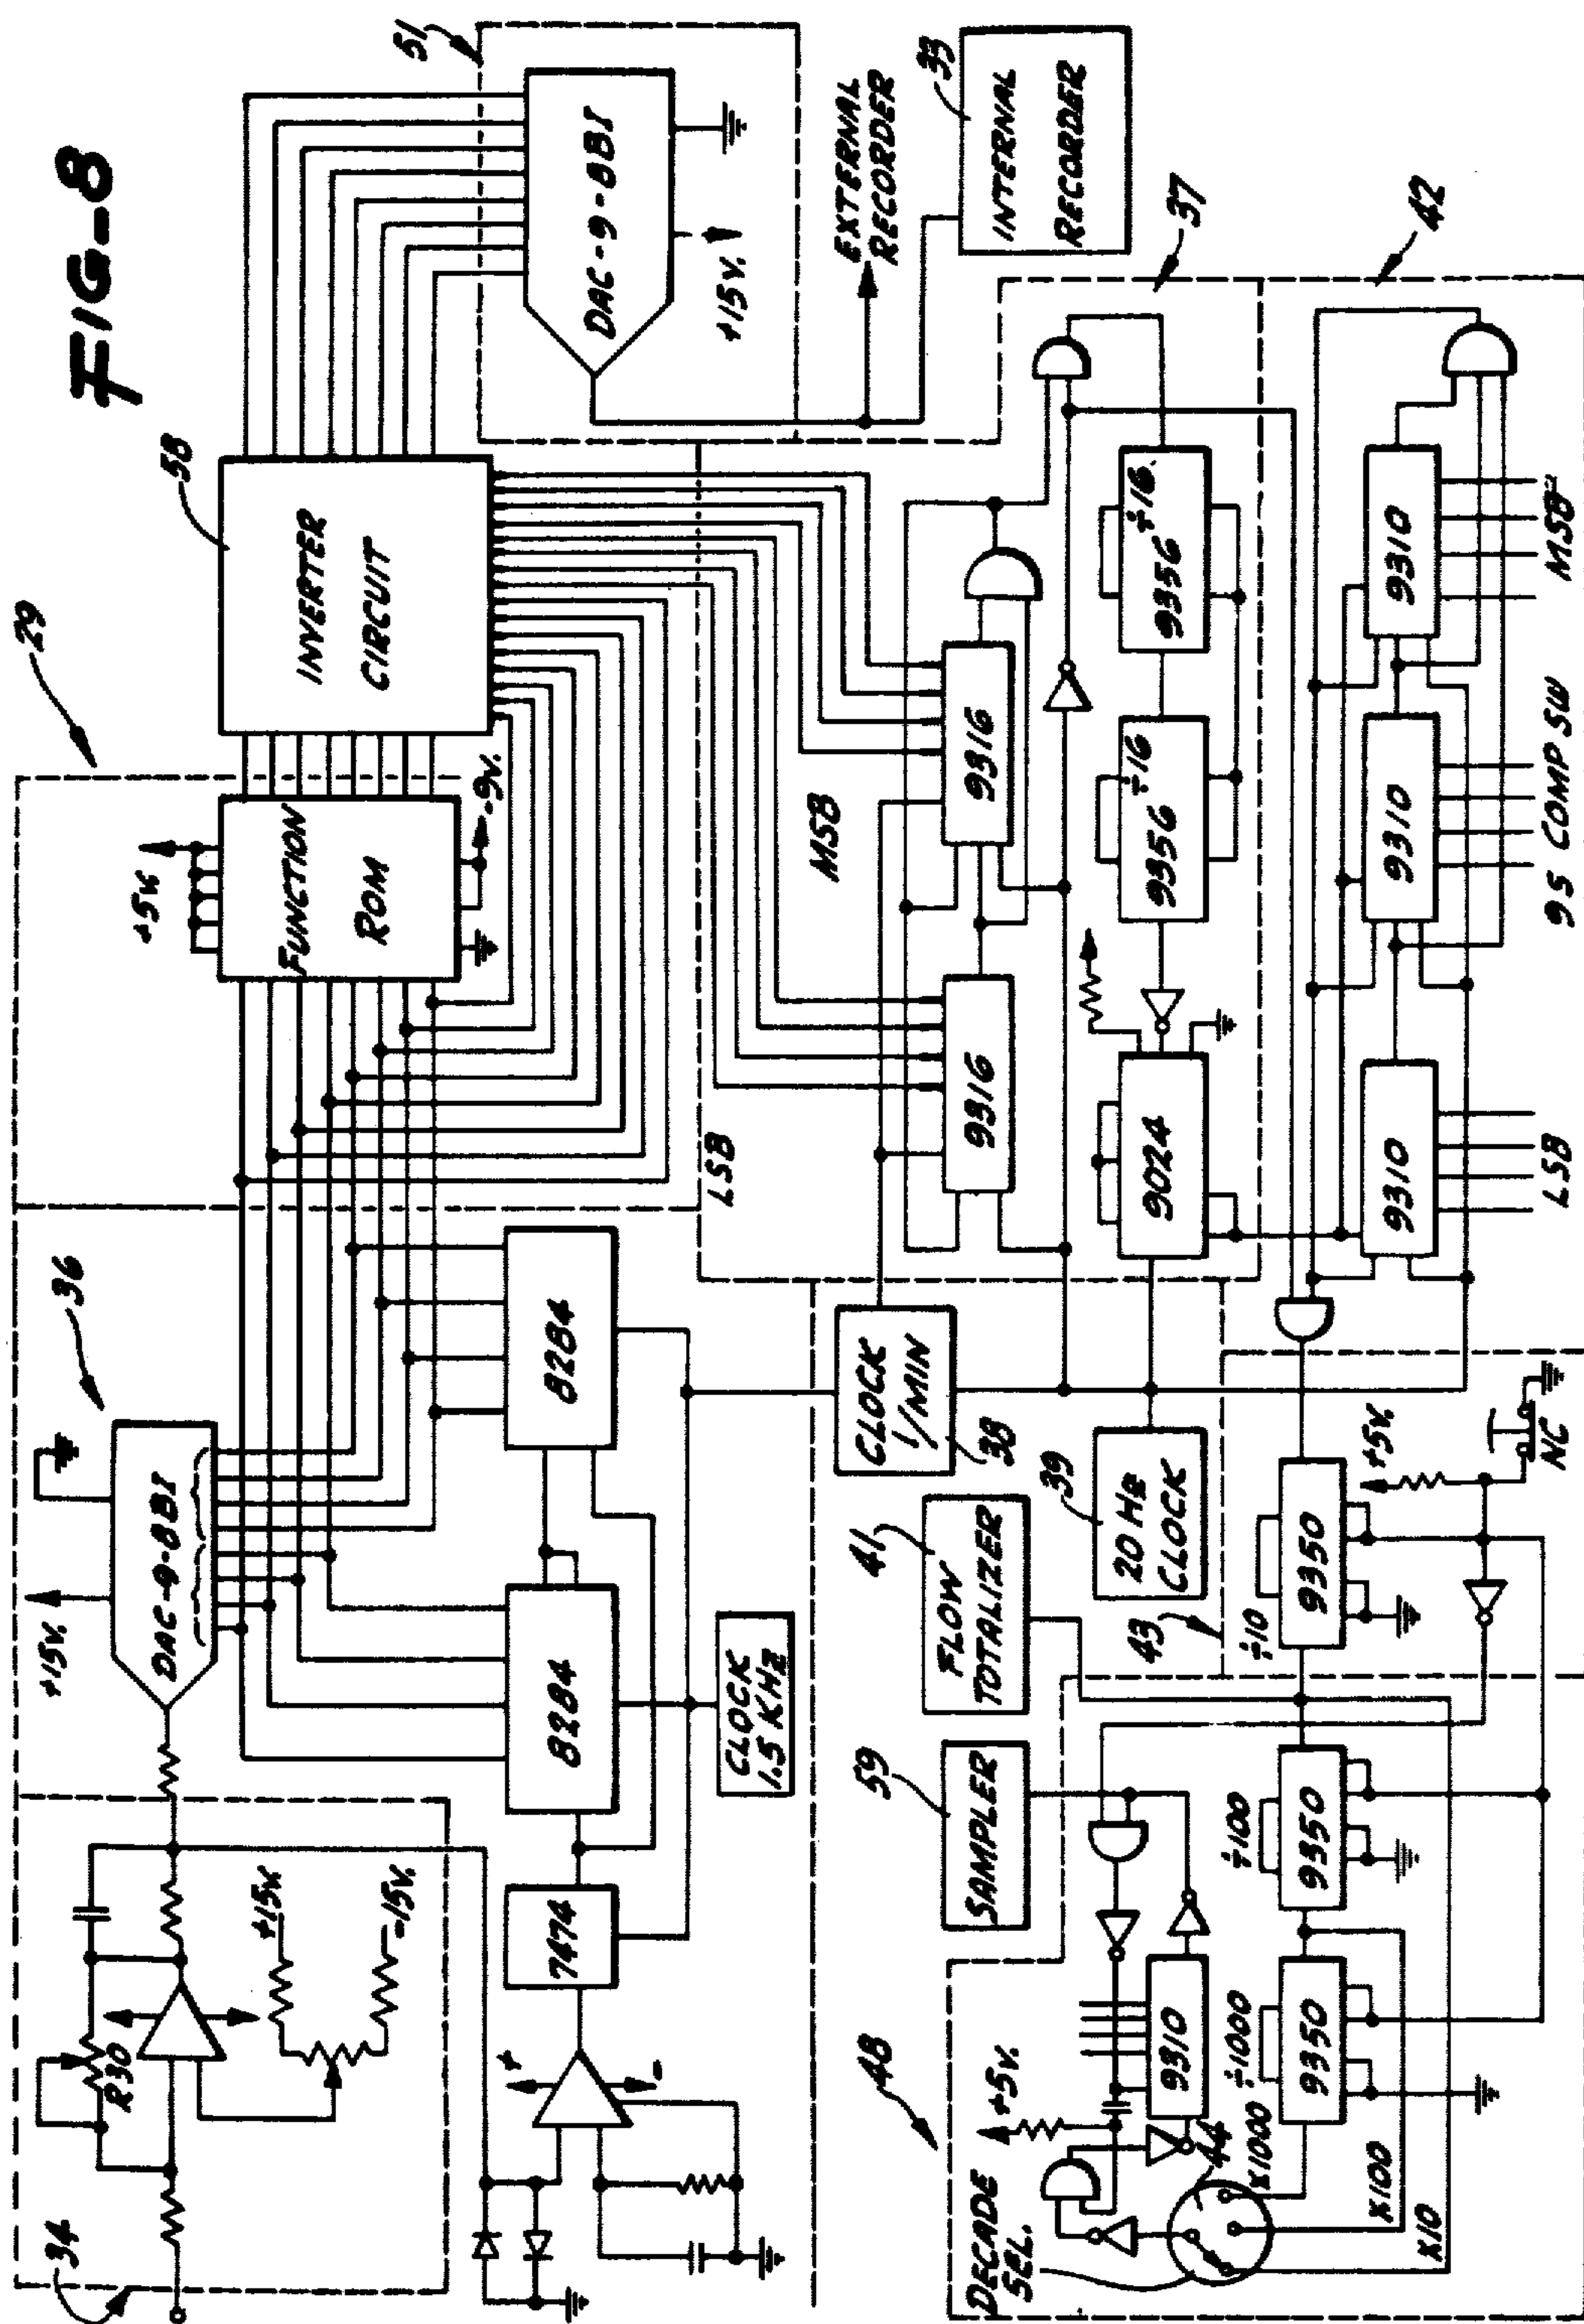 FIG-8
29
36
51
58
34
+15V.
DAC-9-8BI
+5V.
FUNCTION
ROM
-9V.
INVERTER
CIRCUIT
DAC-9-8BI
+15V.
EXTERNAL
RECORDER
33
INTERNAL
RECORDER
R30
+15V.
-15V.
+
-
7474
8284
8284
CLOCK
1.5 KHz
LSB
MSB
9316
9316
37
CLOCK
1/MIN
38
39
20 Hz
CLOCK
9024
9356
÷16
9356
÷16.
42
41
FLOW
TOTALIZER
43
59
SAMPLER
48
+5V.
9310
44
DECADE
SEL.
X1000
X100
X10
÷1000
9350
÷100
9350
÷10
9350
+5V.
NC
9310
9310
9310
LSB
9S COMP SW
MSB